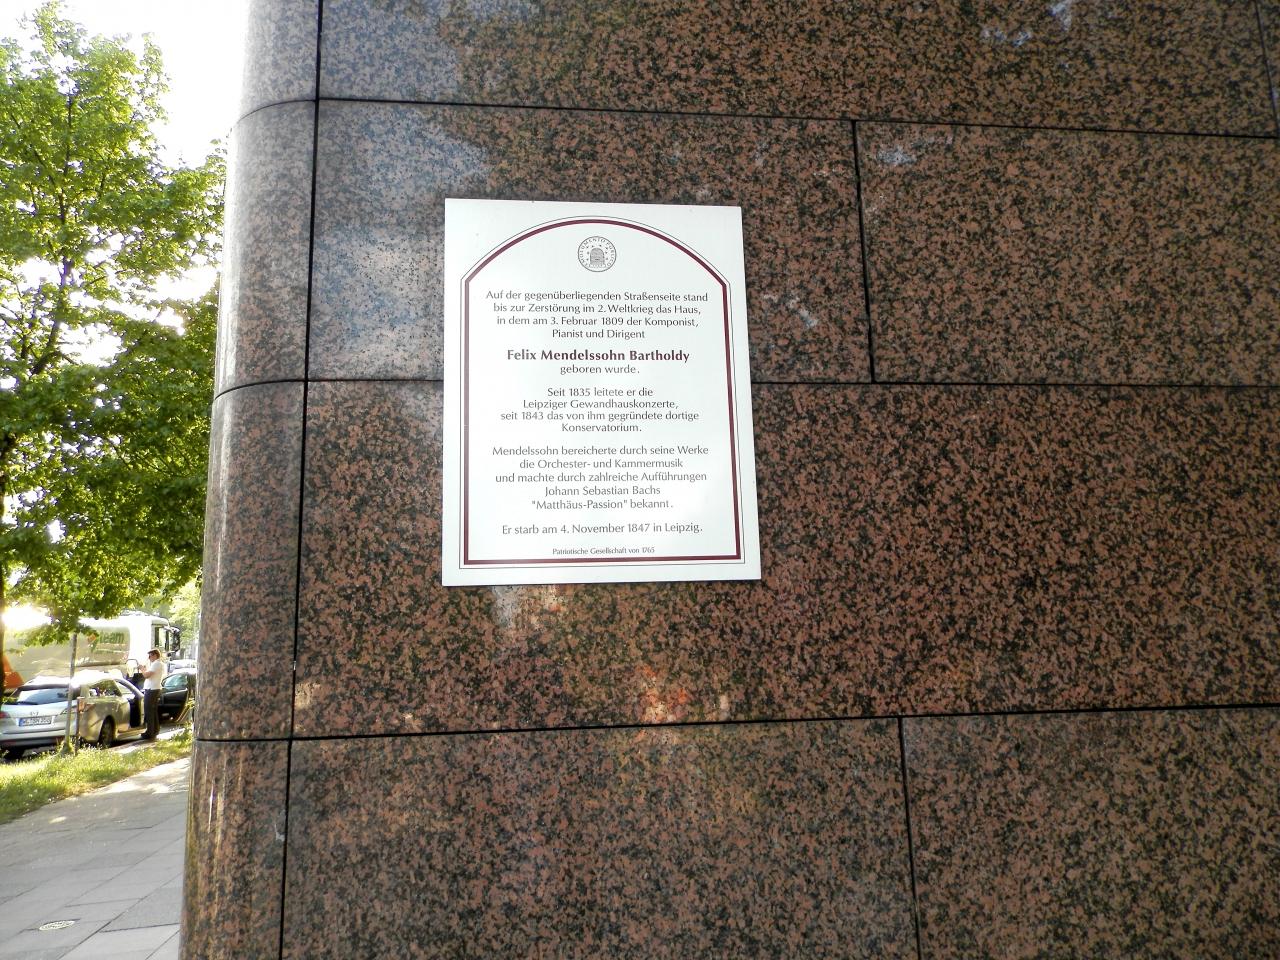 Auf der gegenüberliegenden Straßenseite stand
bis zur Zerstörung im 2. Weltkrieg das Haus,
in dem am 3. Februar 1809 der Komponist,
Pianist und Dirigent
Felix Mendelssohn Bartholdy
geboren wurde.
Seit 1835 leitete er die
Leipziger Gewandhauskonzerte,
seit 1843 das von ihm gegründete dortige
Konservatorium.
Mendelssohn bereicherte durch seine Werke
die Orchester- und Kammermusik
und machte durch zahlreiche Aufführungen
Johann Sebastian Bachs
"Matthäus-Passion" bekannt.
Er starb am 4. November 1847 in Leipzig.
Patriotische Gesellschaft von 1765